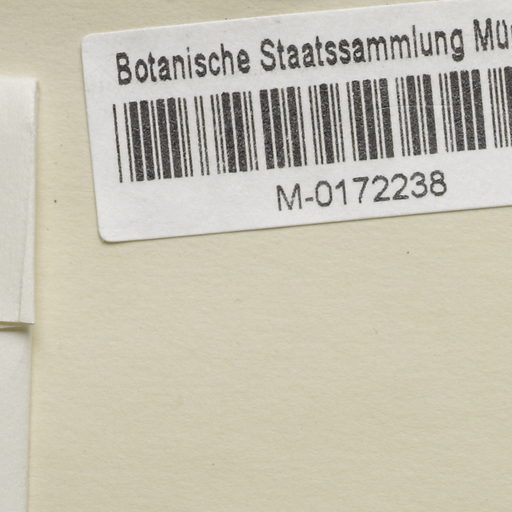 Botanische Staatssammlung Mü
M-0172238